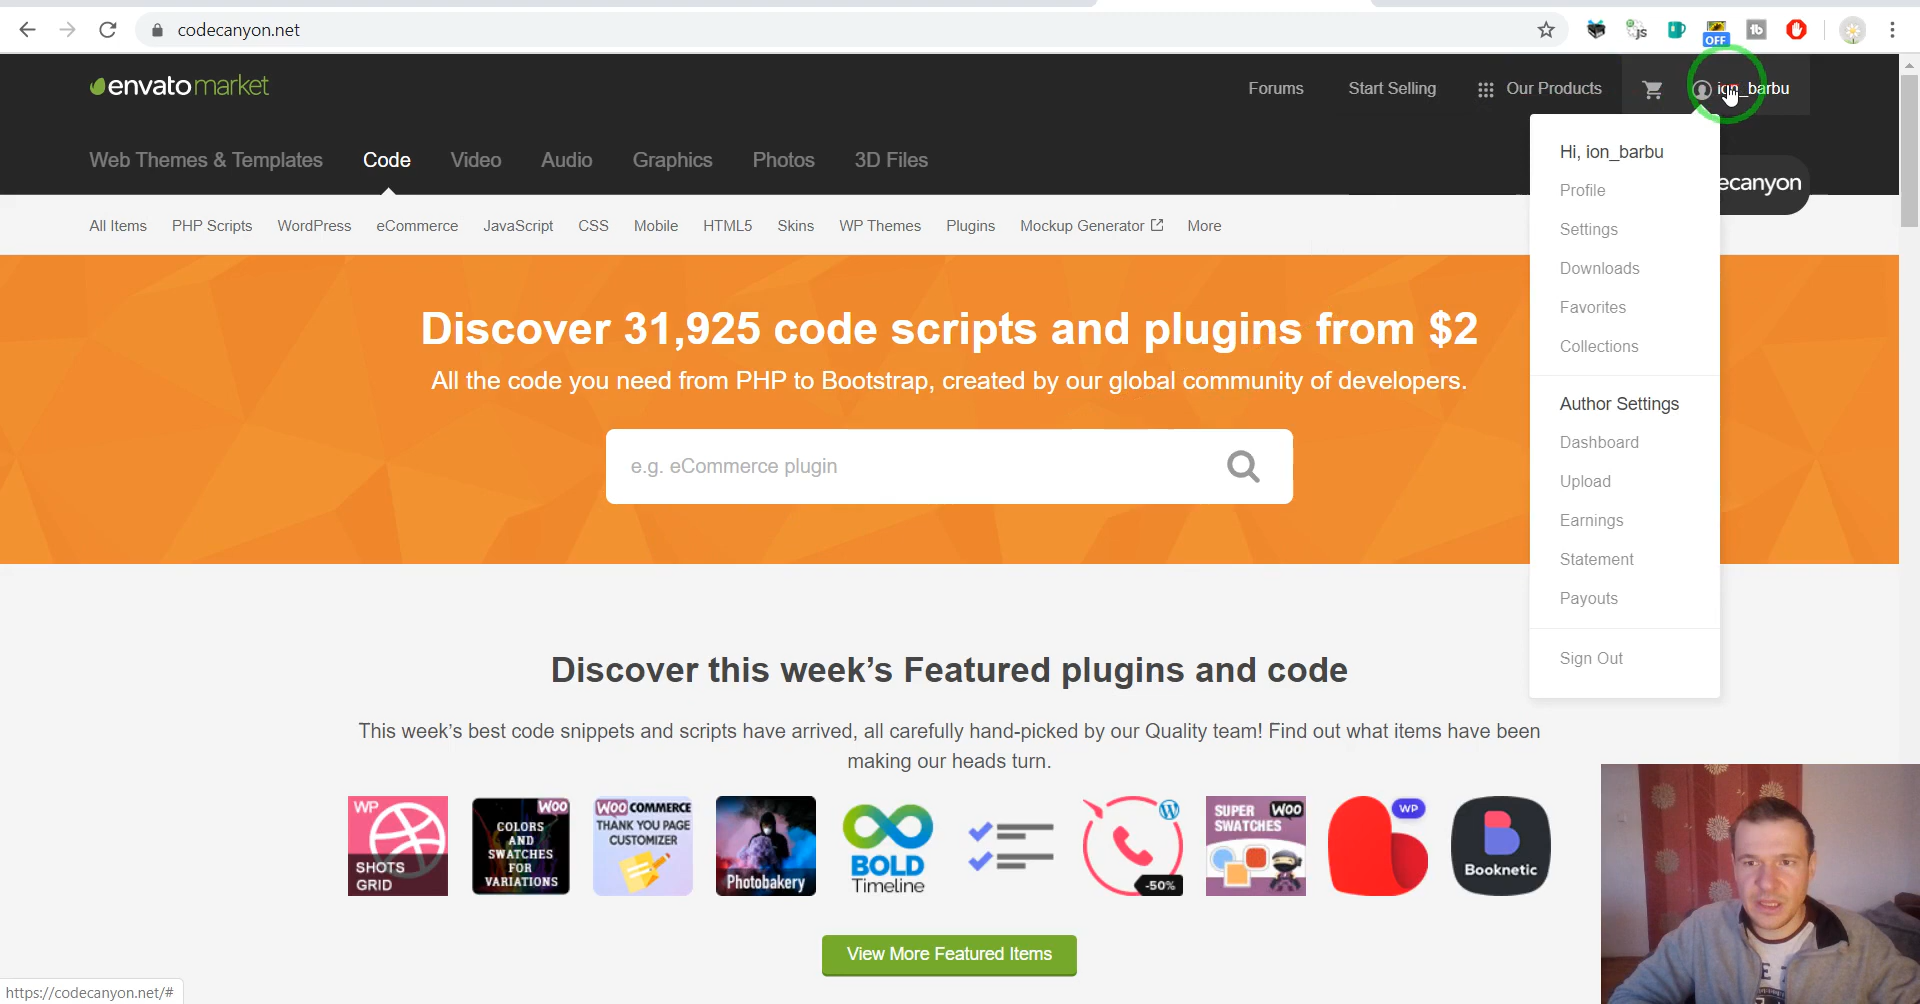 codecanyon.net
js
OFF
tb
envato market
Forums
Start Selling
Our Products
Web Themes & Templates
Code
Video
Audio
Graphics
Photos
3D Files
Hi, ion_barbu
Profile
Settings
Downloads
Favorites
Collections
Author Settings
Dashboard
Upload
Earnings
Statement
Payouts
Sign Out
ecanyon
All Items
PHP Scripts
WordPress
eCommerce
JavaScript
CSS
Mobile
HTML5
Skins
WP Themes
Plugins
Mockup Generator
More
Discover 31,925 code scripts and plugins from $2
All the code you need from PHP to Bootstrap, created by our global community of developers.
e.g. eCommerce plugin
Discover this week’s Featured plugins and code
This week’s best code snippets and scripts have arrived, all carefully hand-picked by our Quality team! Find out what items have been
making our heads turn.
WP
SHOTS
GRID
WOO
COLORS
AND
SWATCHES
FOR
VARIATIONS
WOO COMMERCE
THANK YOU PAGE
CUSTOMIZER
Photobakery
BOLD
Timeline
-50%
SUPER WOO
SWATCHES
WP
Booknetic
View More Featured Items
https://codecanyon.net/#